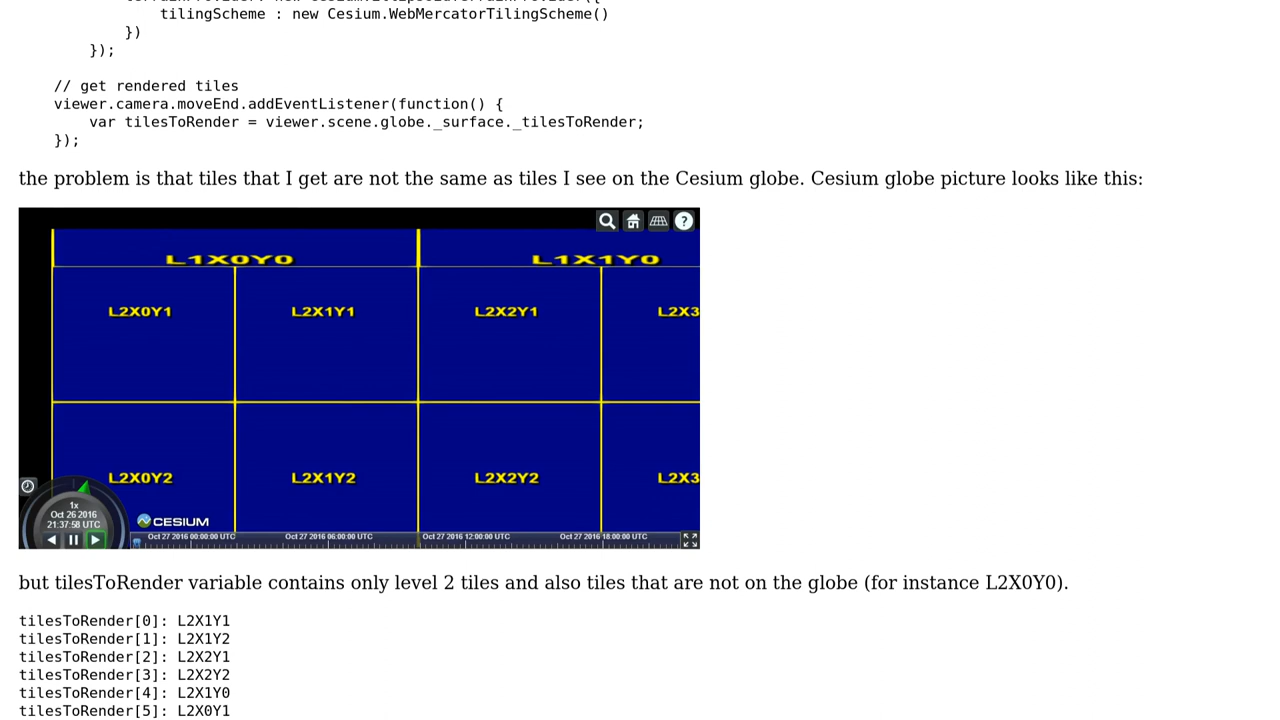 tilingScheme : new Cesium.WebMercatorTilingScheme()
})
});
// get rendered tiles
viewer.camera.moveEnd.addEventListener(function() {
var tilesToRender = viewer.scene.globe._surface._tilesToRender;
});
the problem is that tiles that I get are not the same as tiles I see on the Cesium globe. Cesium globe picture looks like this:
?
L1X0Y0 L1X1Y0
L2X0Y1 L2X1Y1 L2X2Y1 L2X3
L2X0Y2 L2X1Y2 L2X2Y2 L2X3
1x
Oct 26 2016
21:37:58 UTC
CESIUM
Oct 27 2016 00:00:00 UTC Oct 27 2016 06:00:00 UTC Oct 27 2016 12:00:00 UTC Oct 27 2016 18:00:00 UTC
but tilesToRender variable contains only level 2 tiles and also tiles that are not on the globe (for instance L2X0Y0).
tilesToRender[0]: L2X1Y1
tilesToRender[1]: L2X1Y2
tilesToRender[2]: L2X2Y1
tilesToRender[3]: L2X2Y2
tilesToRender[4]: L2X1Y0
tilesToRender[5]: L2X0Y1